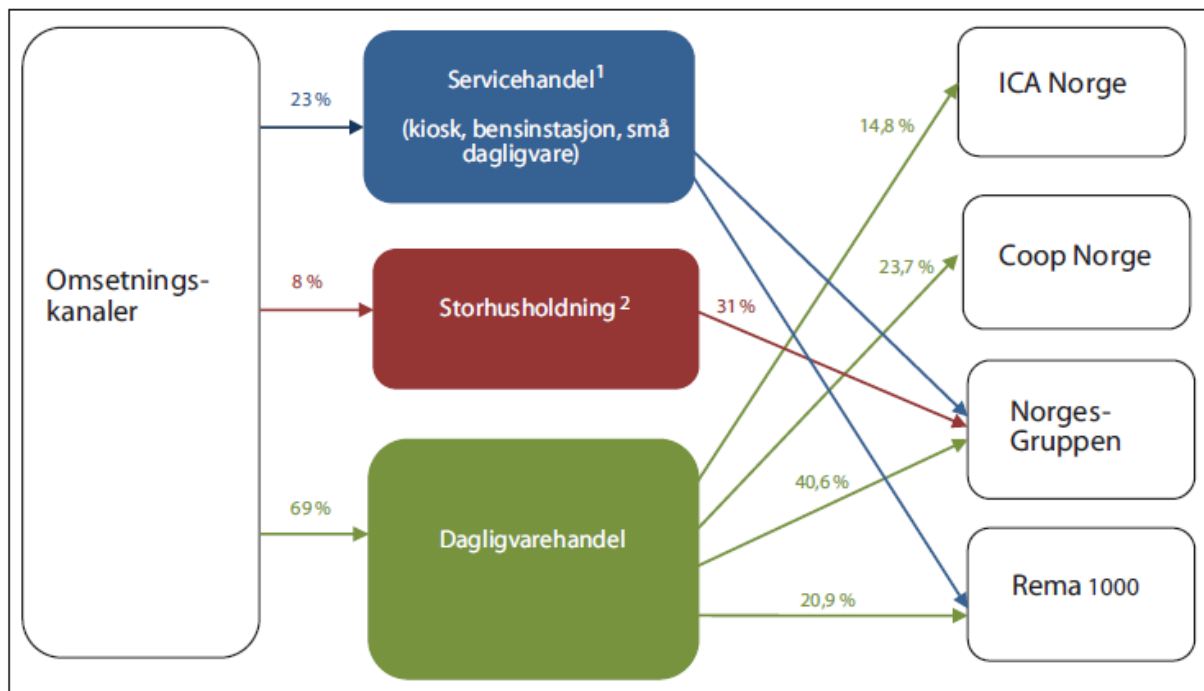 Omsetnings-
kanaler
23 %
8 %
69 %
Servicehandel¹
(kiosk, bensinstasjon, små
dagligvare)
Storhusholdning ²
Dagligvarehandel
14,8 %
23,7 %
31 %
40,6 %
20,9 %
ICA Norge
Coop Norge
Norges-
Gruppen
Rema 1000